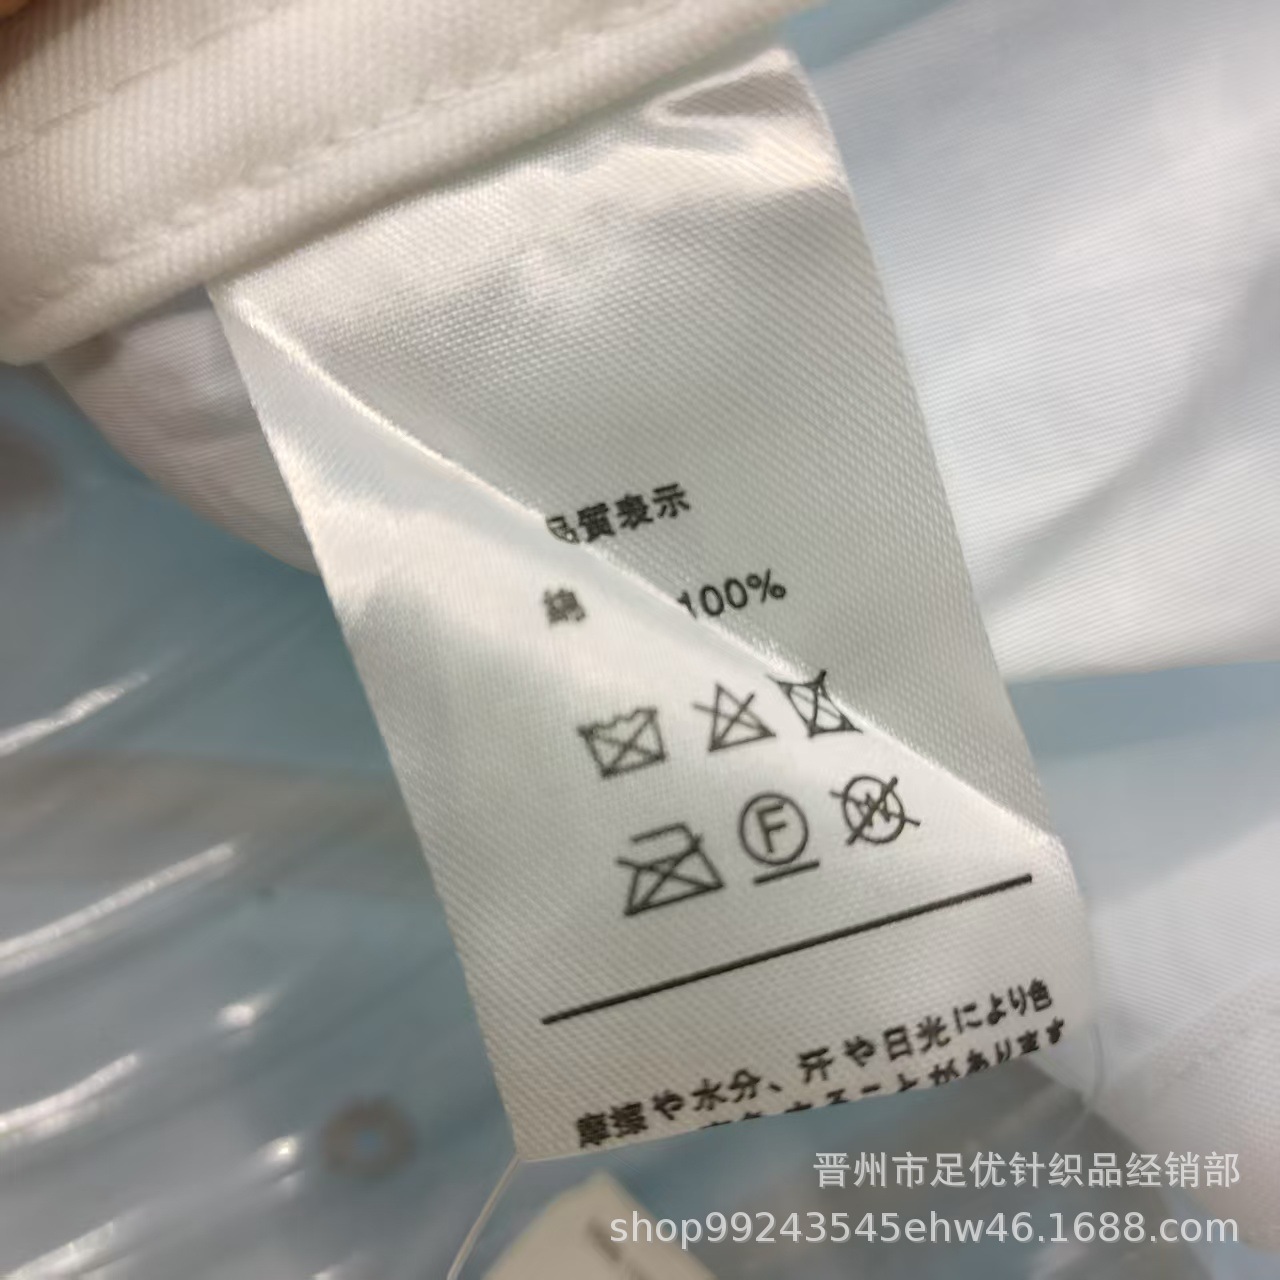 品質表示
綿 100%
F
W
摩擦や水分、汗や日光により色
晋州市足优针织品经销部
shop99243545ehw46.1688.com